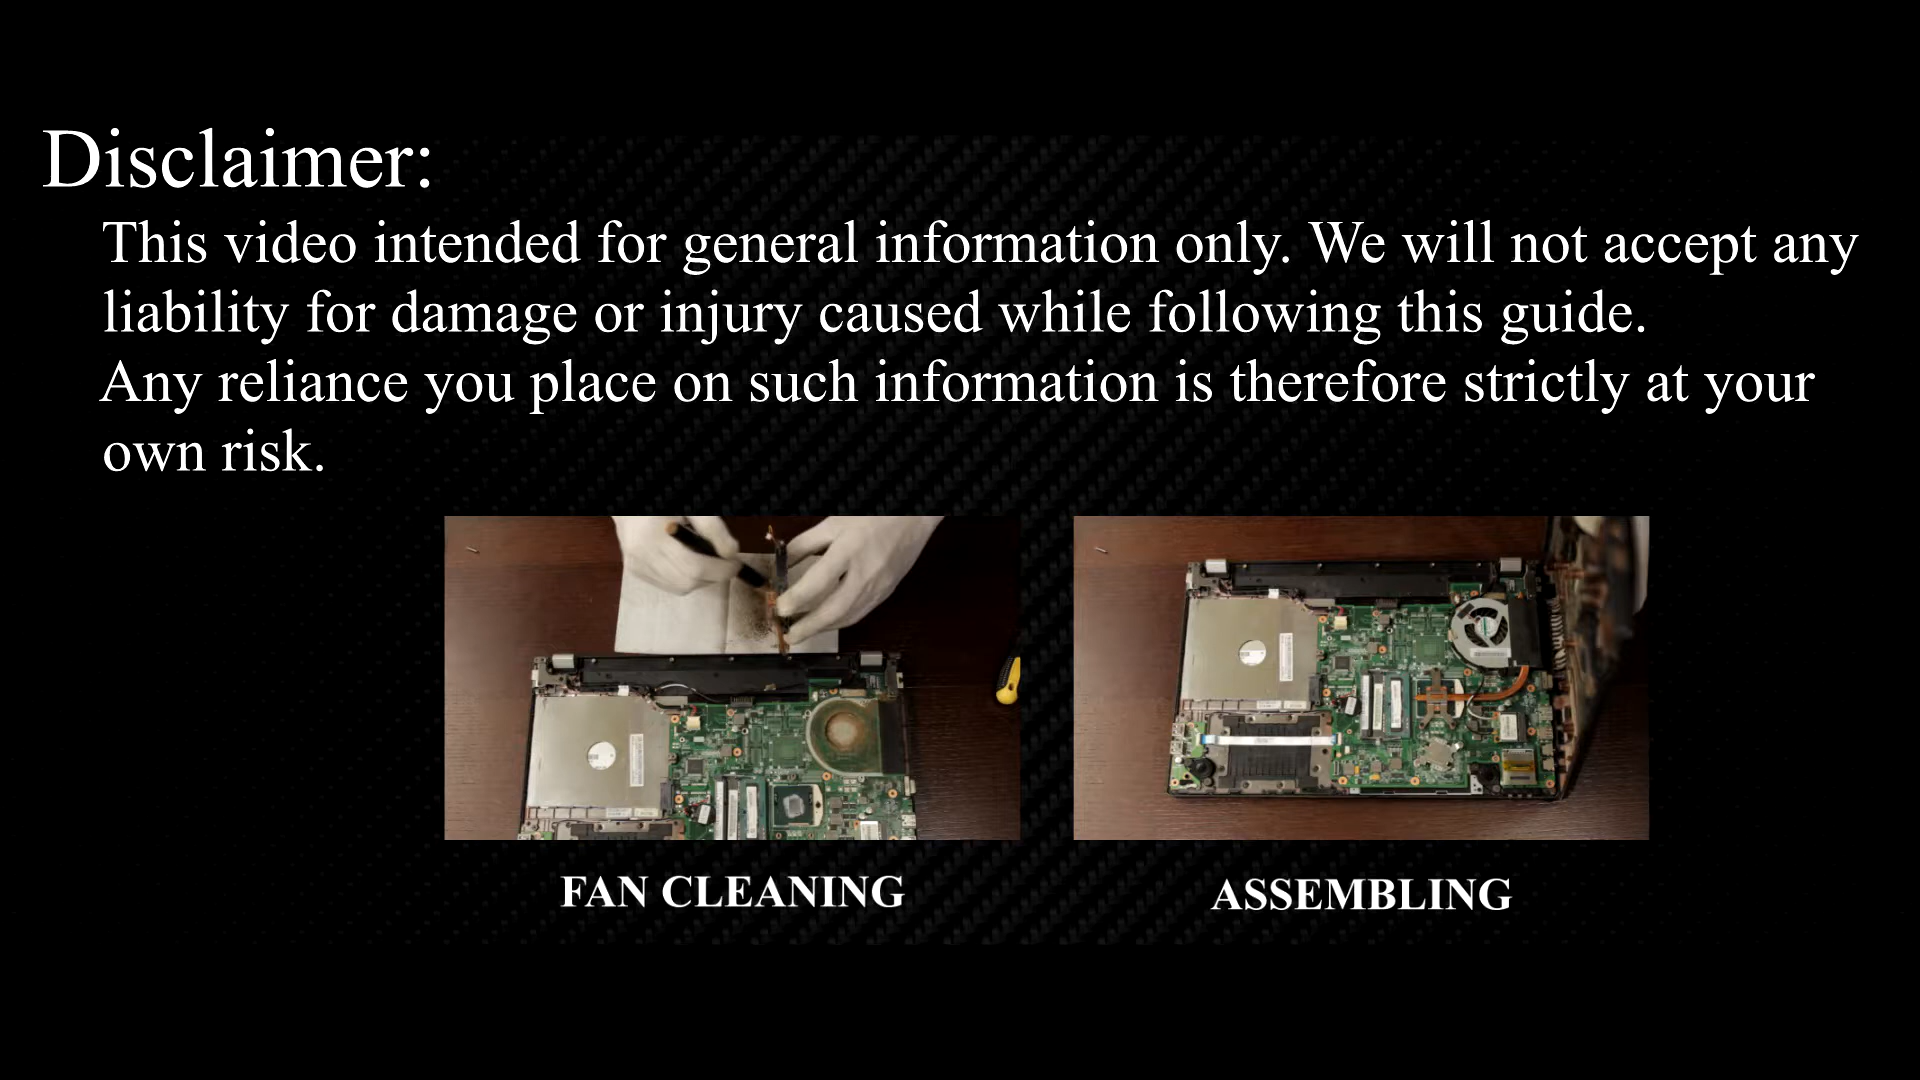 Disclaimer:
This video intended for general information only. We will not accept any
liability for damage or injury caused while following this guide.
Any reliance you place on such information is therefore strictly at your
own risk.
FAN CLEANING
ASSEMBLING